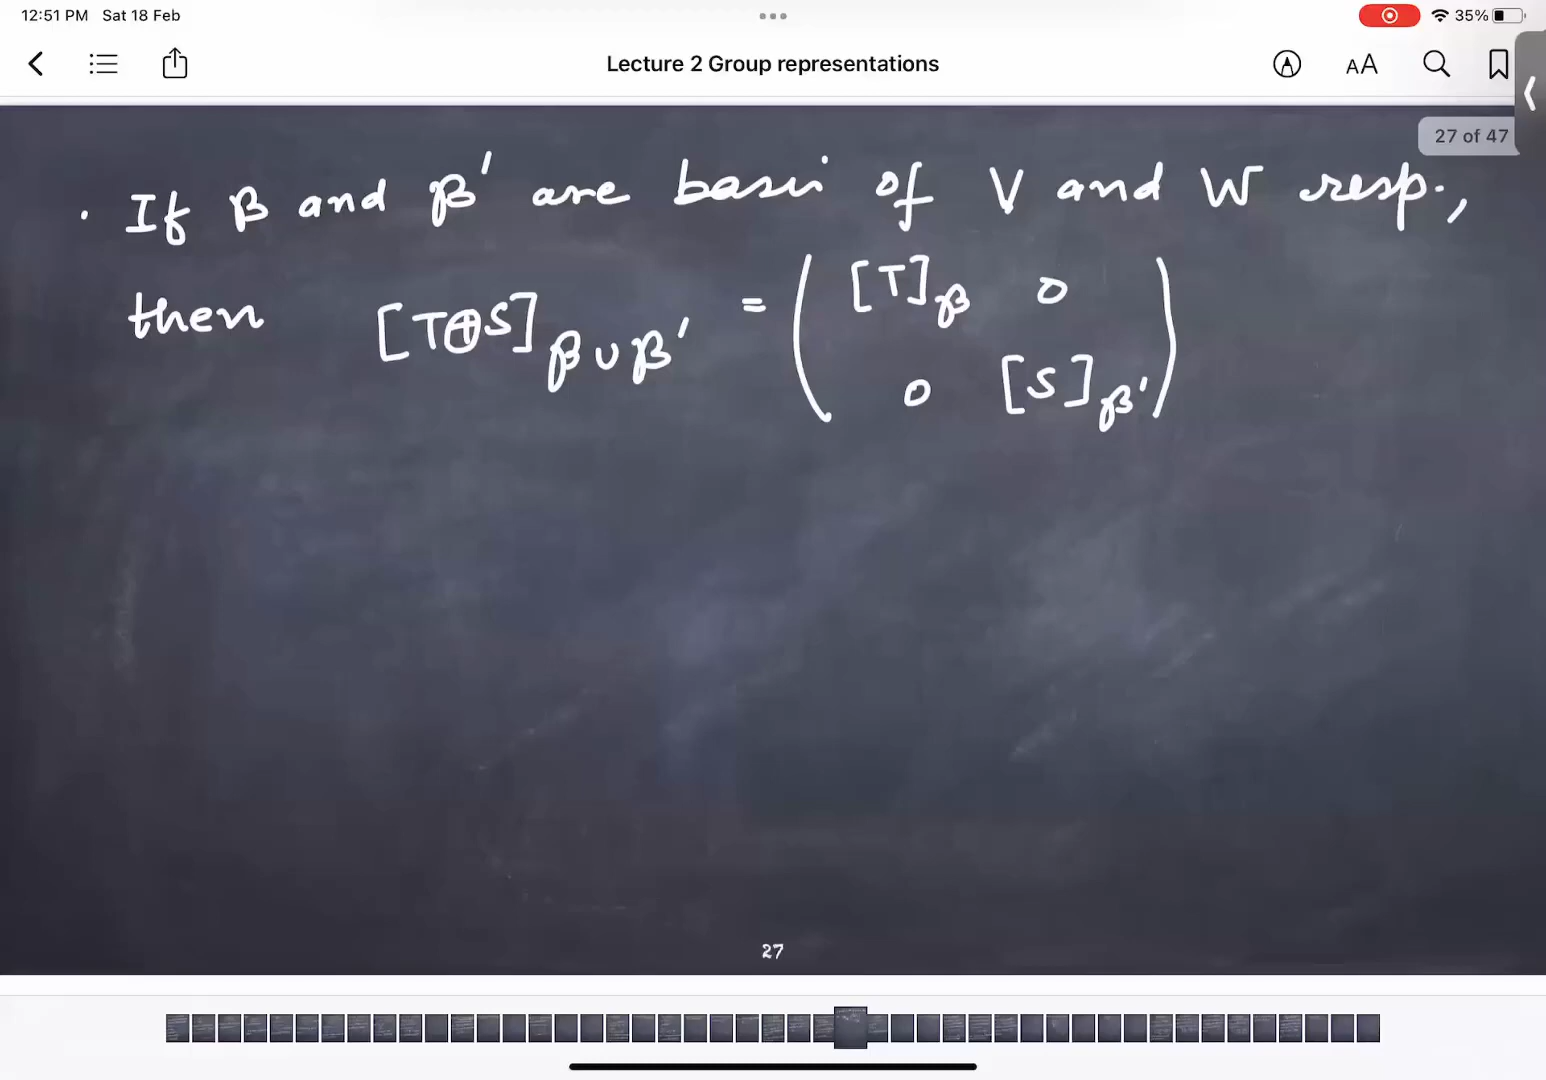 12:51 PM Sat 18 Feb
35%
Lecture 2 Group representations
AA
27 of 47
· If β and β' are basis of V and W resp.,
then [T⊕S]_{β∪β'} = ( [T]_β 0
0 [S]_{β'} )
27